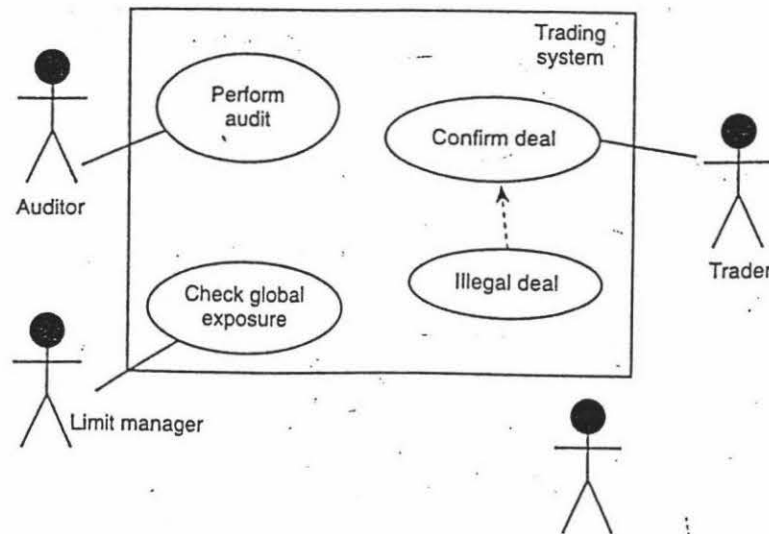 Trading
system
Perform
audit
Confirm deal
Auditor
Trader
Illegal deal
Check global
exposure
Limit manager